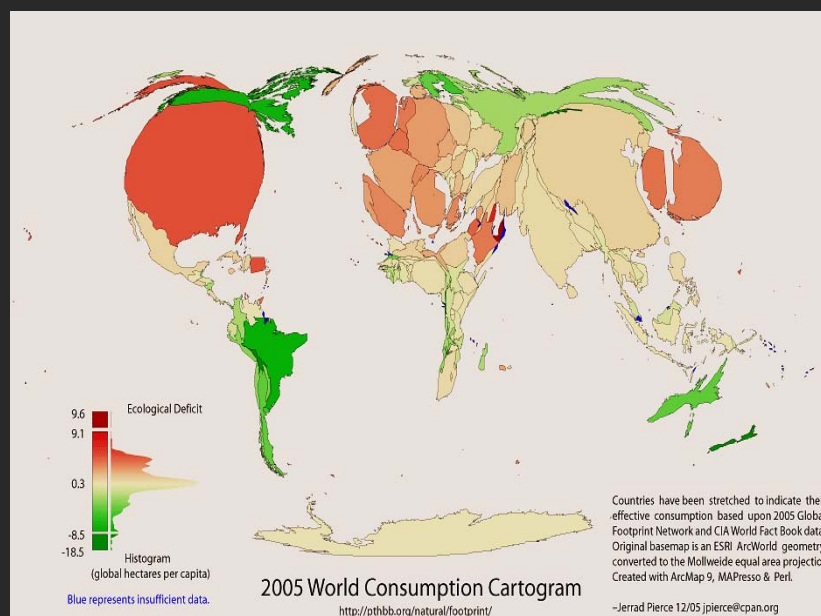 9.6
Ecological Deficit
9.1
0.3
-8.5
-18.5
Histogram
(global hectares per capita)
Blue represents insufficient data.
2005 World Consumption Cartogram
http://pthbb.org/natural/footprint/
Countries have been stretched to indicate the
effective consumption based upon 2005 Globa
Footprint Network and CIA World Fact Book data
Original basemap is an ESRI ArcWorld geometry
converted to the Mollweide equal area projectio
Created with ArcMap 9, MAPresso & Perl.
~Jerrad Pierce 12/05 jpierce@cpan.org